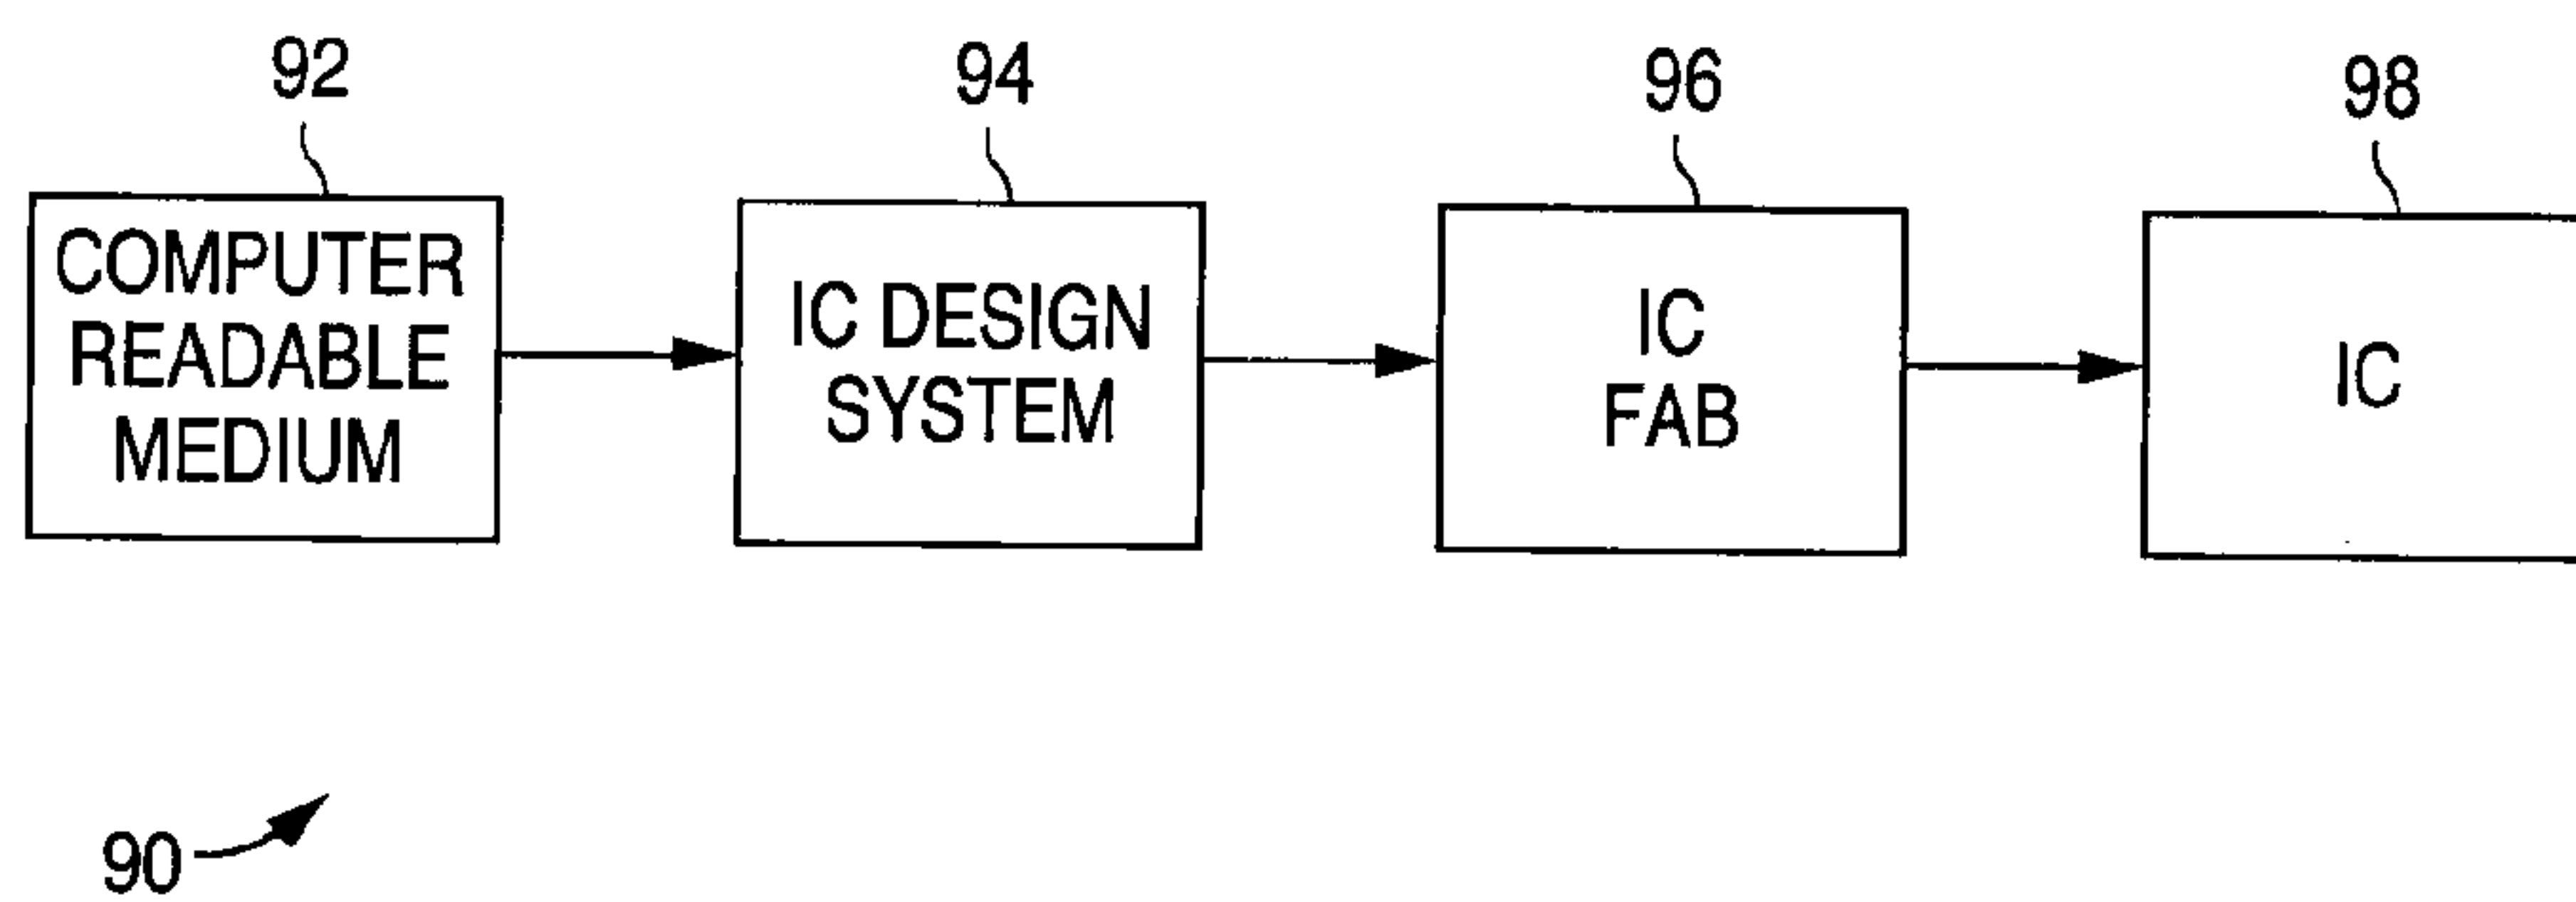 92
94
96
98
COMPUTER
READABLE
MEDIUM
IC DESIGN
SYSTEM
IC
FAB
IC
90